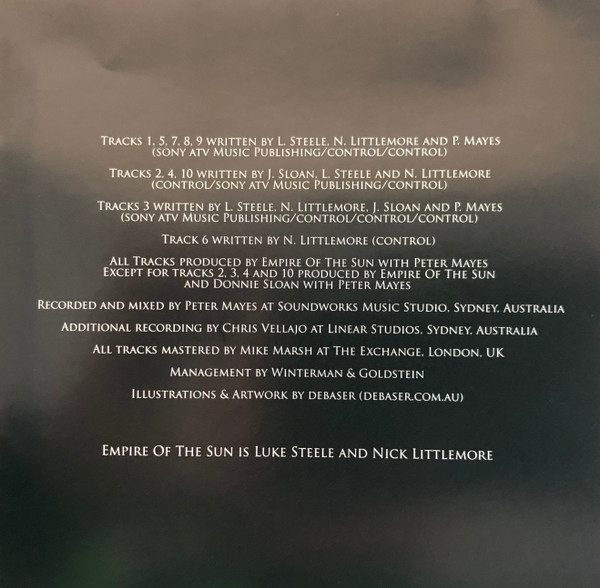 Tracks 1, 5, 7, 8, 9 written by L. Steele, N. Littlemore and P. Mayes
(Sony ATV Music Publishing/Control/Control)
Tracks 2, 4, 10 written by J. Sloan, L. Steele and N. Littlemore
(Control/Sony ATV Music Publishing/Control)
Tracks 3 written by L. Steele, N. Littlemore, J. Sloan and P. Mayes
(Sony ATV Music Publishing/Control/Control/Control)
Track 6 written by N. Littlemore (Control)
All Tracks produced by Empire Of The Sun with Peter Mayes
Except for tracks 2, 3, 4 and 10 produced by Empire Of The Sun
and Donnie Sloan with Peter Mayes
Recorded and mixed by Peter Mayes at Soundworks Music Studio, Sydney, Australia
Additional recording by Chris Vellajo at Linear Studios, Sydney, Australia
All tracks mastered by Mike Marsh at The Exchange, London, UK
Management by Winterman & Goldstein
Illustrations & Artwork by debaser (debaser.com.au)
Empire Of The Sun is Luke Steele and Nick Littlemore